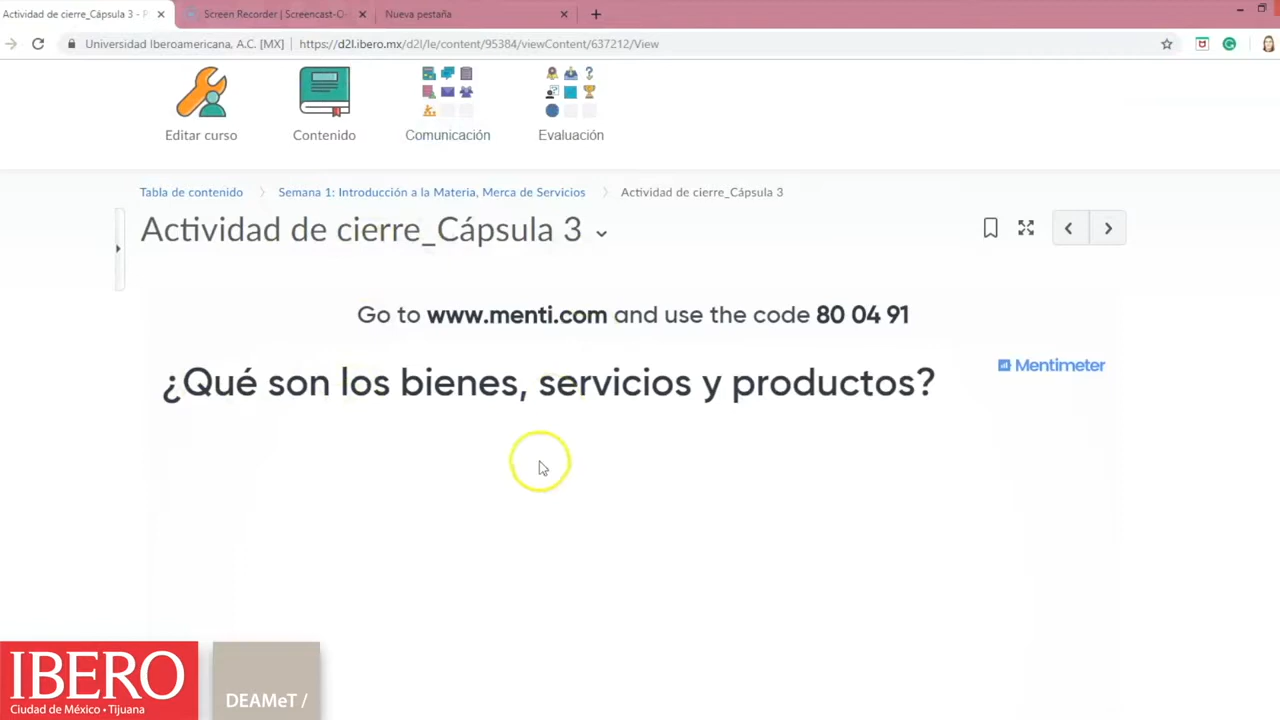 Actividad de cierre_Cápsula 3 - P
Screen Recorder | Screencast-O-
Nueva pestaña
Universidad Iberoamericana, A.C. [MX] | https://d2l.ibero.mx/d2l/le/content/95384/viewContent/637212/View
Editar curso
Contenido
Comunicación
Evaluación
Tabla de contenido
Semana 1: Introducción a la Materia, Merca de Servicios
Actividad de cierre_Cápsula 3
Actividad de cierre_Cápsula 3
Go to www.menti.com and use the code 80 04 91
Mentimeter
¿Qué son los bienes, servicios y productos?
IBERO
Ciudad de México • Tijuana
DEAMeT /